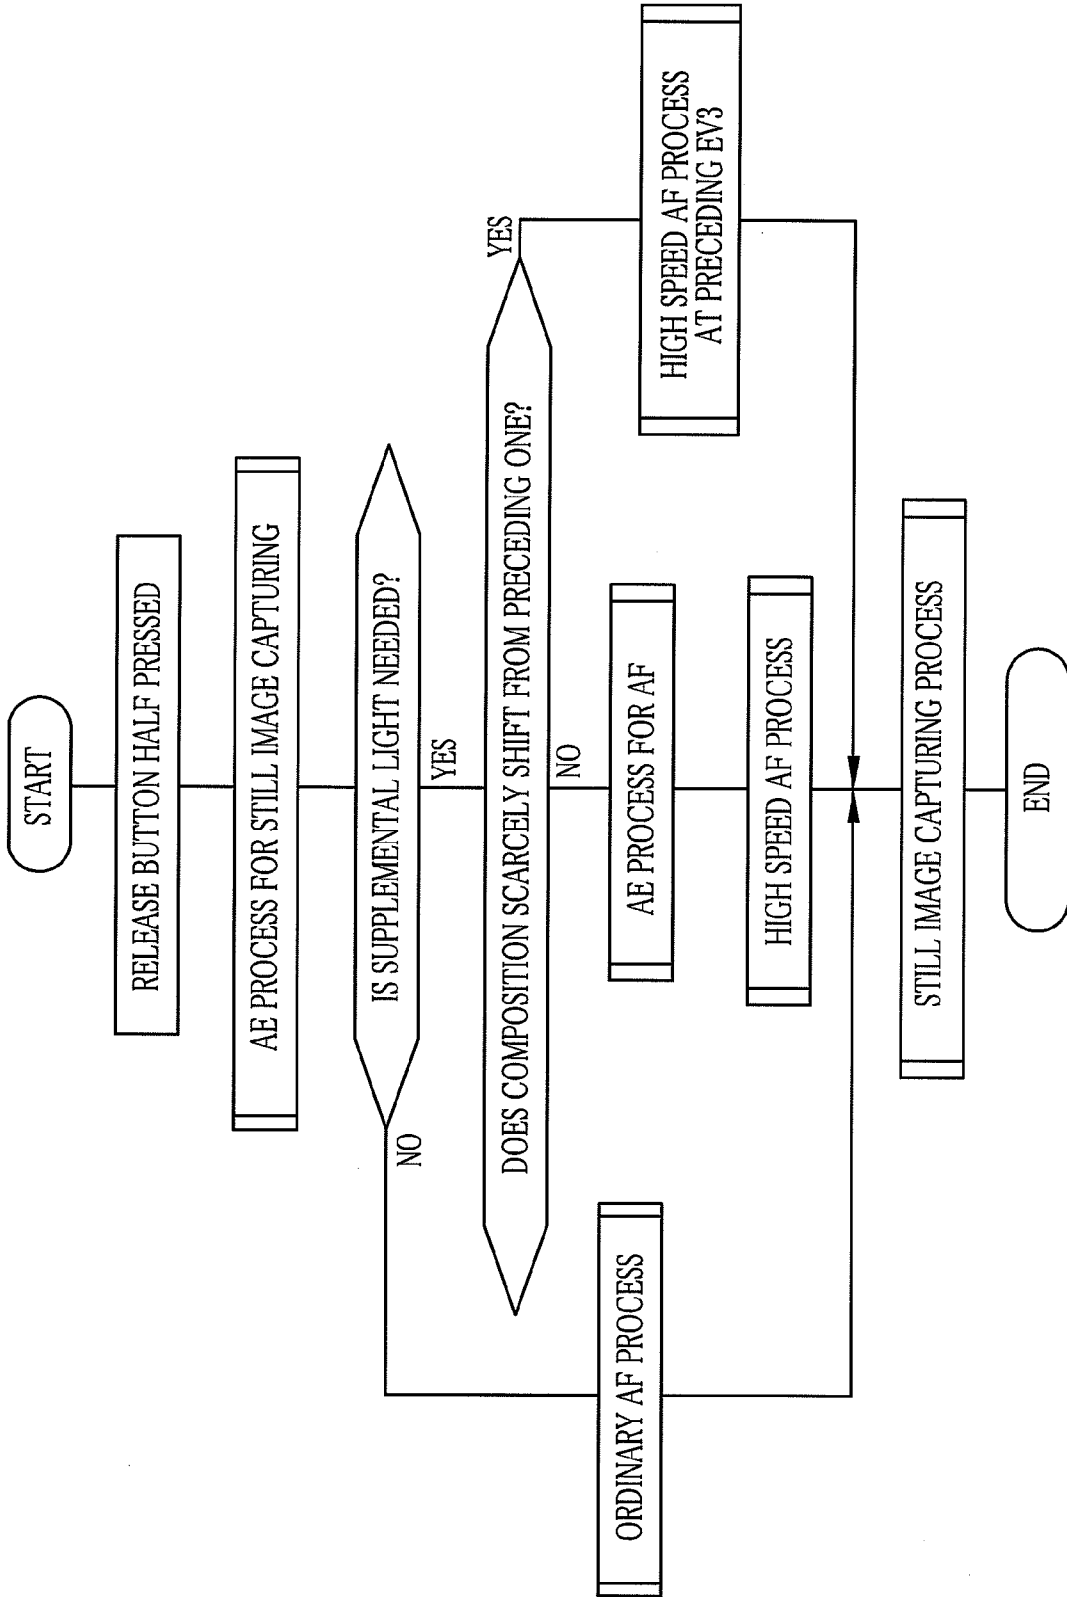 START
RELEASE BUTTON HALF PRESSED
AE PROCESS FOR STILL IMAGE CAPTURING
IS SUPPLEMENTAL LIGHT NEEDED?
NO
YES
DOES COMPOSITION SCARCELY SHIFT FROM PRECEDING ONE?
YES
NO
ORDINARY AF PROCESS
AE PROCESS FOR AF
HIGH SPEED AF PROCESS
AT PRECEDING EV3
HIGH SPEED AF PROCESS
STILL IMAGE CAPTURING PROCESS
END